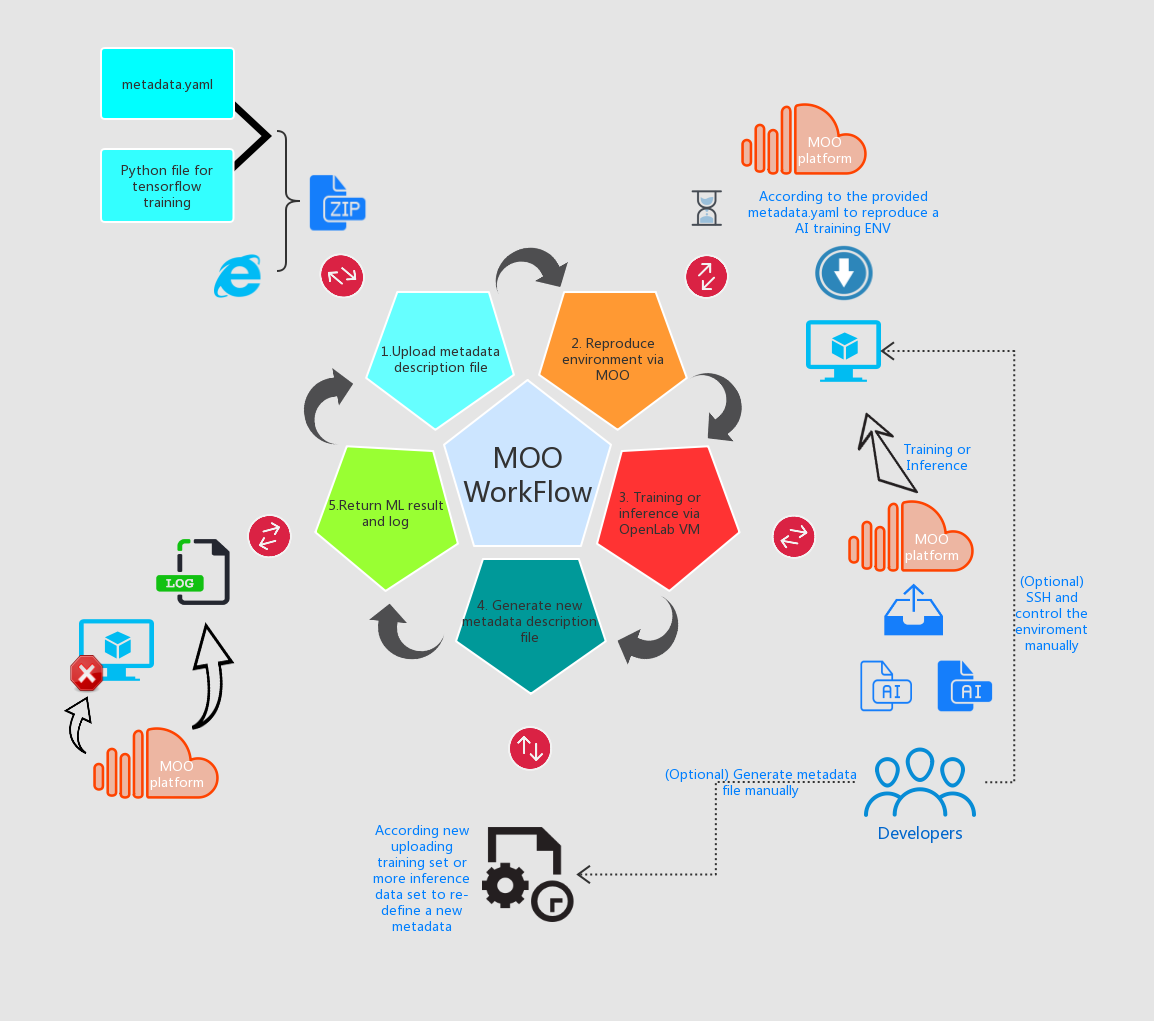 metadata.yaml
Python file for
tensorflow
training
ZIP
MOO
platform
According to the provided
metadata.yaml to reproduce a
AI training ENV
1.Upload metadata
description file
2. Reproduce
environment via
MOO
MOO
WorkFlow
3. Training or
inference via
OpenLab VM
4. Generate new
metadata description
file
5.Return ML result
and log
Training or
Inference
MOO
platform
(Optional)
SSH and
control the
enviroment
manually
AI
AI
Developers
(Optional) Generate metadata
file manually
According new
uploading
training set or
more inference
data set to re-
define a new
metadata
LOG
MOO
platform